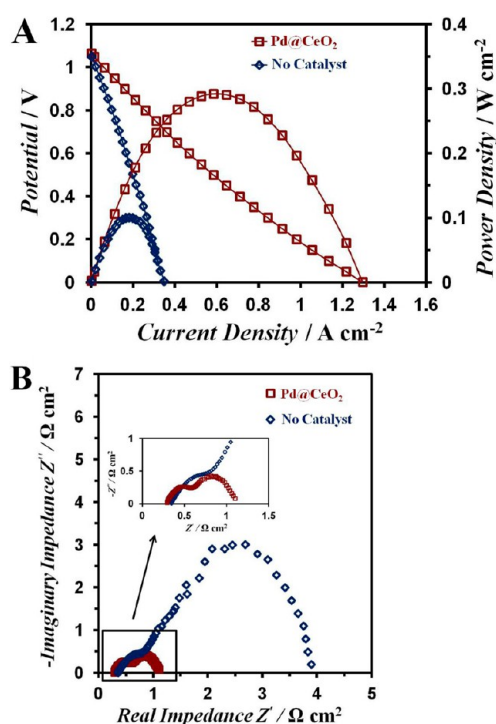 A
Pd@CeO2
No Catalyst
Potential / V
1.2
1
0.8
0.6
0.4
0.2
0
Power Density / W cm-2
0.4
0.3
0.2
0.1
0
0 0.2 0.4 0.6 0.8 1 1.2 1.4 1.6
Current Density / A cm-2
B
Pd@CeO2
No Catalyst
-Imaginary Impedance Z'' / Ω cm2
7
6
5
4
3
2
1
0
-Z'' / Ω cm2
1
0.5
0
0 0.5 1 1.5
Z' / Ω cm2
0 1 2 3 4 5
Real Impedance Z' / Ω cm2